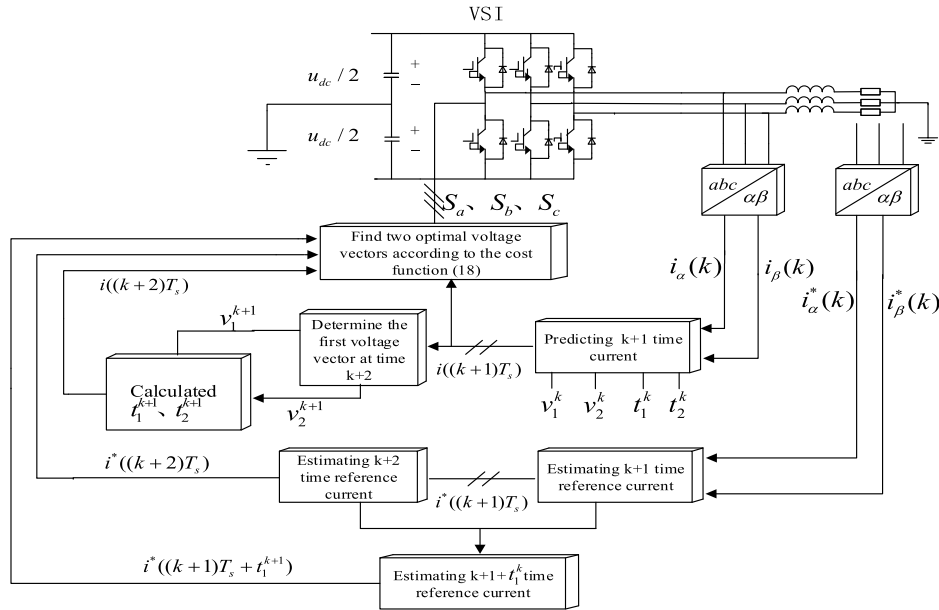 VSI
u_{dc} / 2
+
−
u_{dc} / 2
+
−
S_a、S_b、S_c
abc
αβ
abc
αβ
Find two optimal voltage
vectors according to the cost
function (18)
i_α(k)
i_β(k)
i_α^*(k)
i_β^*(k)
i((k+2)T_s)
v_1^{k+1}
Determine the
first voltage
vector at time
k+2
i((k+1)T_s)
Predicting k+1 time
current
v_1^k
v_2^k
t_1^k
t_2^k
Calculated
t_1^{k+1}、t_2^{k+1}
v_2^{k+1}
i^*((k+2)T_s)
Estimating k+2
time reference
current
i^*((k+1)T_s)
Estimating k+1 time
reference current
i^*((k+1)T_s+t_1^{k+1})
Estimating k+1+t_1^k time
reference current